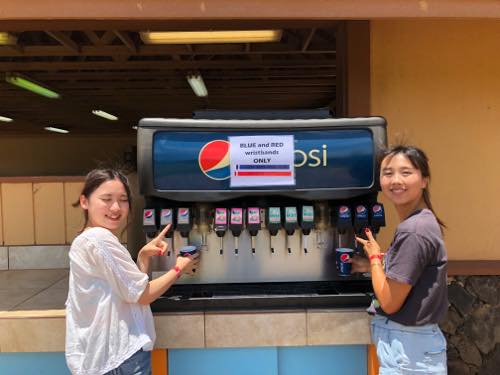 BLUE and RED
wristbands
ONLY
psi